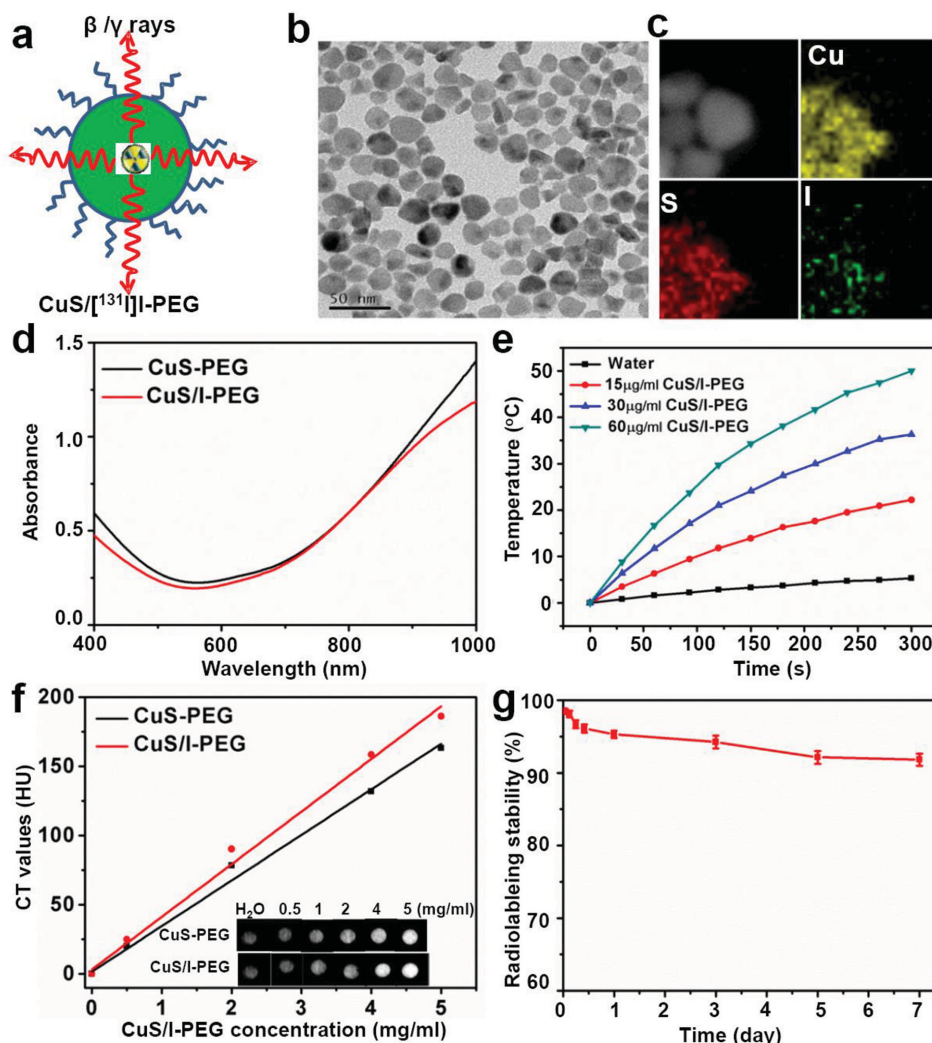 a
β /γ rays
CuS/[¹³¹I]I-PEG
b
50 nm
c
Cu
S
I
d
CuS-PEG
CuS/I-PEG
Absorbance
1.5
1.0
0.5
0.0
400 600 800 1000
Wavelength (nm)
e
Water
15μg/ml CuS/I-PEG
30μg/ml CuS/I-PEG
60μg/ml CuS/I-PEG
Temperature (°C)
50
40
30
20
10
0
0 50 100 150 200 250 300
Time (s)
f
CuS-PEG
CuS/I-PEG
CT values (HU)
200
150
100
50
0
H₂O 0.5 1 2 4 5 (mg/ml)
CuS-PEG
CuS/I-PEG
0 1 2 3 4 5
CuS/I-PEG concentration (mg/ml)
g
Radiolableing stability (%)
100
90
80
70
60
0 1 3 5 7
Time (day)